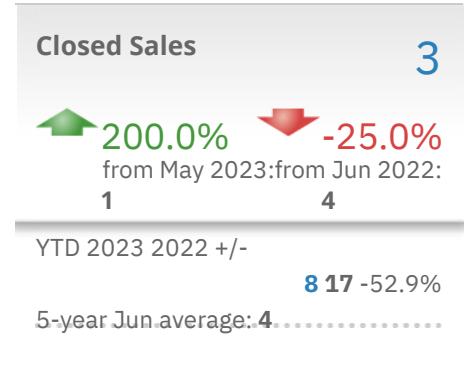 Closed Sales
3
200.0% -25.0%
from May 2023:from Jun 2022:
1 4
YTD 2023 2022 +/-
8 17 -52.9%
5-year Jun average: 4